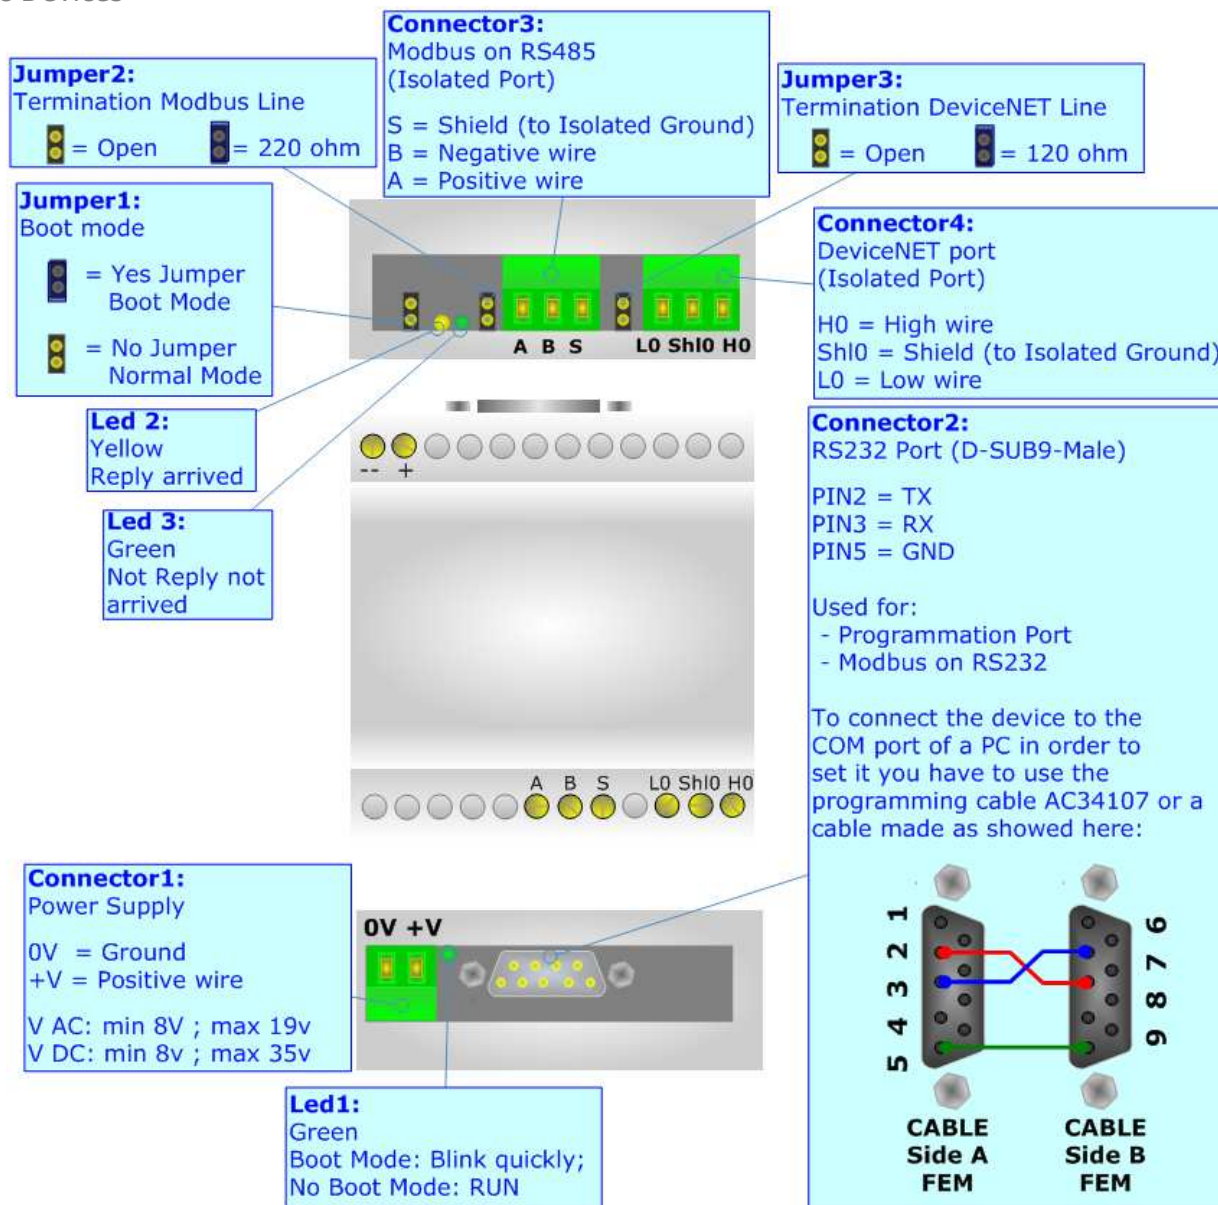 Connector3:
Modbus on RS485
(Isolated Port)
S = Shield (to Isolated Ground)
B = Negative wire
A = Positive wire
Jumper2:
Termination Modbus Line
= Open = 220 ohm
Jumper3:
Termination DeviceNET Line
= Open = 120 ohm
Jumper1:
Boot mode
= Yes Jumper
Boot Mode
= No Jumper
Normal Mode
Connector4:
DeviceNET port
(Isolated Port)
H0 = High wire
Shl0 = Shield (to Isolated Ground)
L0 = Low wire
A B S L0 Shl0 H0
Led 2:
Yellow
Reply arrived
-- +
Led 3:
Green
Not Reply not
arrived
Connector2:
RS232 Port (D-SUB9-Male)
PIN2 = TX
PIN3 = RX
PIN5 = GND
Used for:
- Programmation Port
- Modbus on RS232
To connect the device to the
COM port of a PC in order to
set it you have to use the
programming cable AC34107 or a
cable made as showed here:
A B S L0 Shl0 H0
Connector1:
Power Supply
0V = Ground
+V = Positive wire
V AC: min 8V ; max 19v
V DC: min 8v ; max 35v
0V +V
Led1:
Green
Boot Mode: Blink quickly;
No Boot Mode: RUN
1
2
3
4
5
6
7
8
9
CABLE
Side A
FEM
CABLE
Side B
FEM